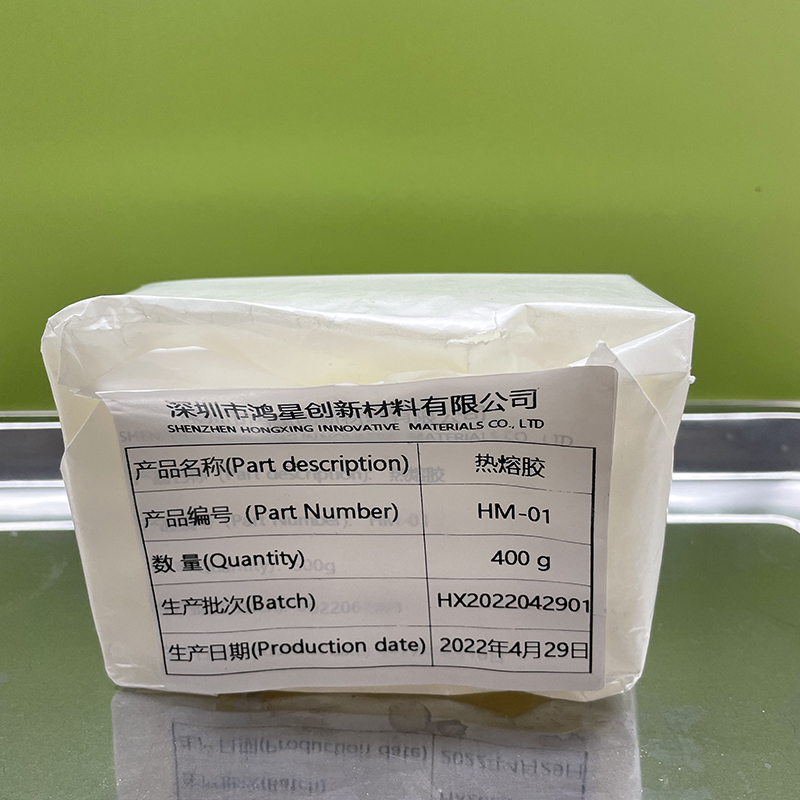 深圳市鸿星创新材料有限公司
SHENZHEN HONGXING INNOVATIVE MATERIALS CO., LTD
产品名称(Part description) 热熔胶
产品编号 (Part Number) HM-01
数 量(Quantity) 400 g
生产批次(Batch) HX2022042901
生产日期(Production date) 2022年4月29日